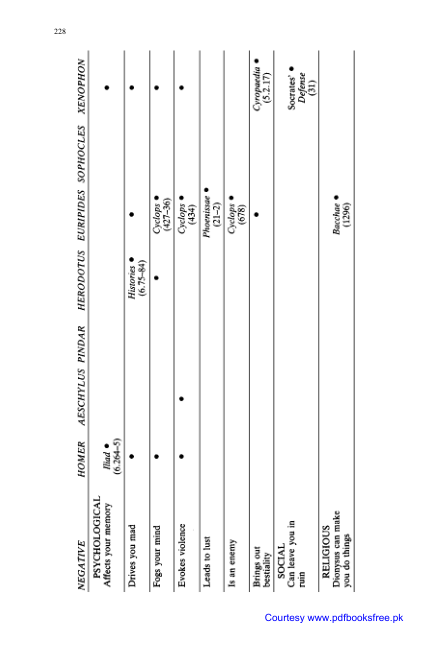 228
NEGATIVE HOMER AESCHYLUS PINDAR HERODOTUS EURIPIDES SOPHOCLES XENOPHON
PSYCHOLOGICAL
Affects your memory Iliad • •
(6.264–5)
Drives you mad • Histories • • •
(6.75–84)
Fogs your mind • • Cyclops • •
(427–36)
Evokes violence • • Cyclops • •
(434)
Leads to lust Phoenissae •
(21–2)
Is an enemy Cyclops •
(678)
Brings out • Cyropaedia •
bestiality (5.2.17)
SOCIAL
Can leave you in Socrates' •
ruin Defense
(31)
RELIGIOUS
Dionysus can make Bacchae •
you do things (1296)
Courtesy www.pdfbooksfree.pk